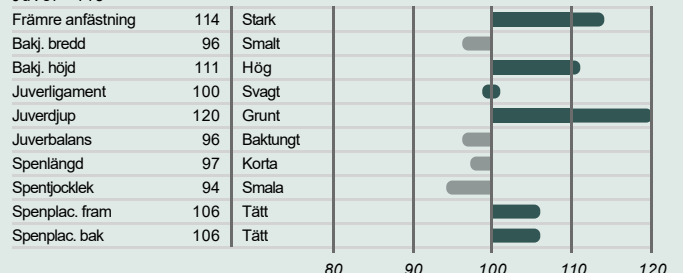 Främre anfästning 114 Stark
Bakj. bredd 96 Smalt
Bakj. höjd 111 Hög
Juverligament 100 Svagt
Juverdjup 120 Grunt
Juverbalans 96 Baktungt
Spenlängd 97 Korta
Spentjocklek 94 Smala
Spenplac. fram 106 Tätt
Spenplac. bak 106 Tätt
80 90 100 110 120